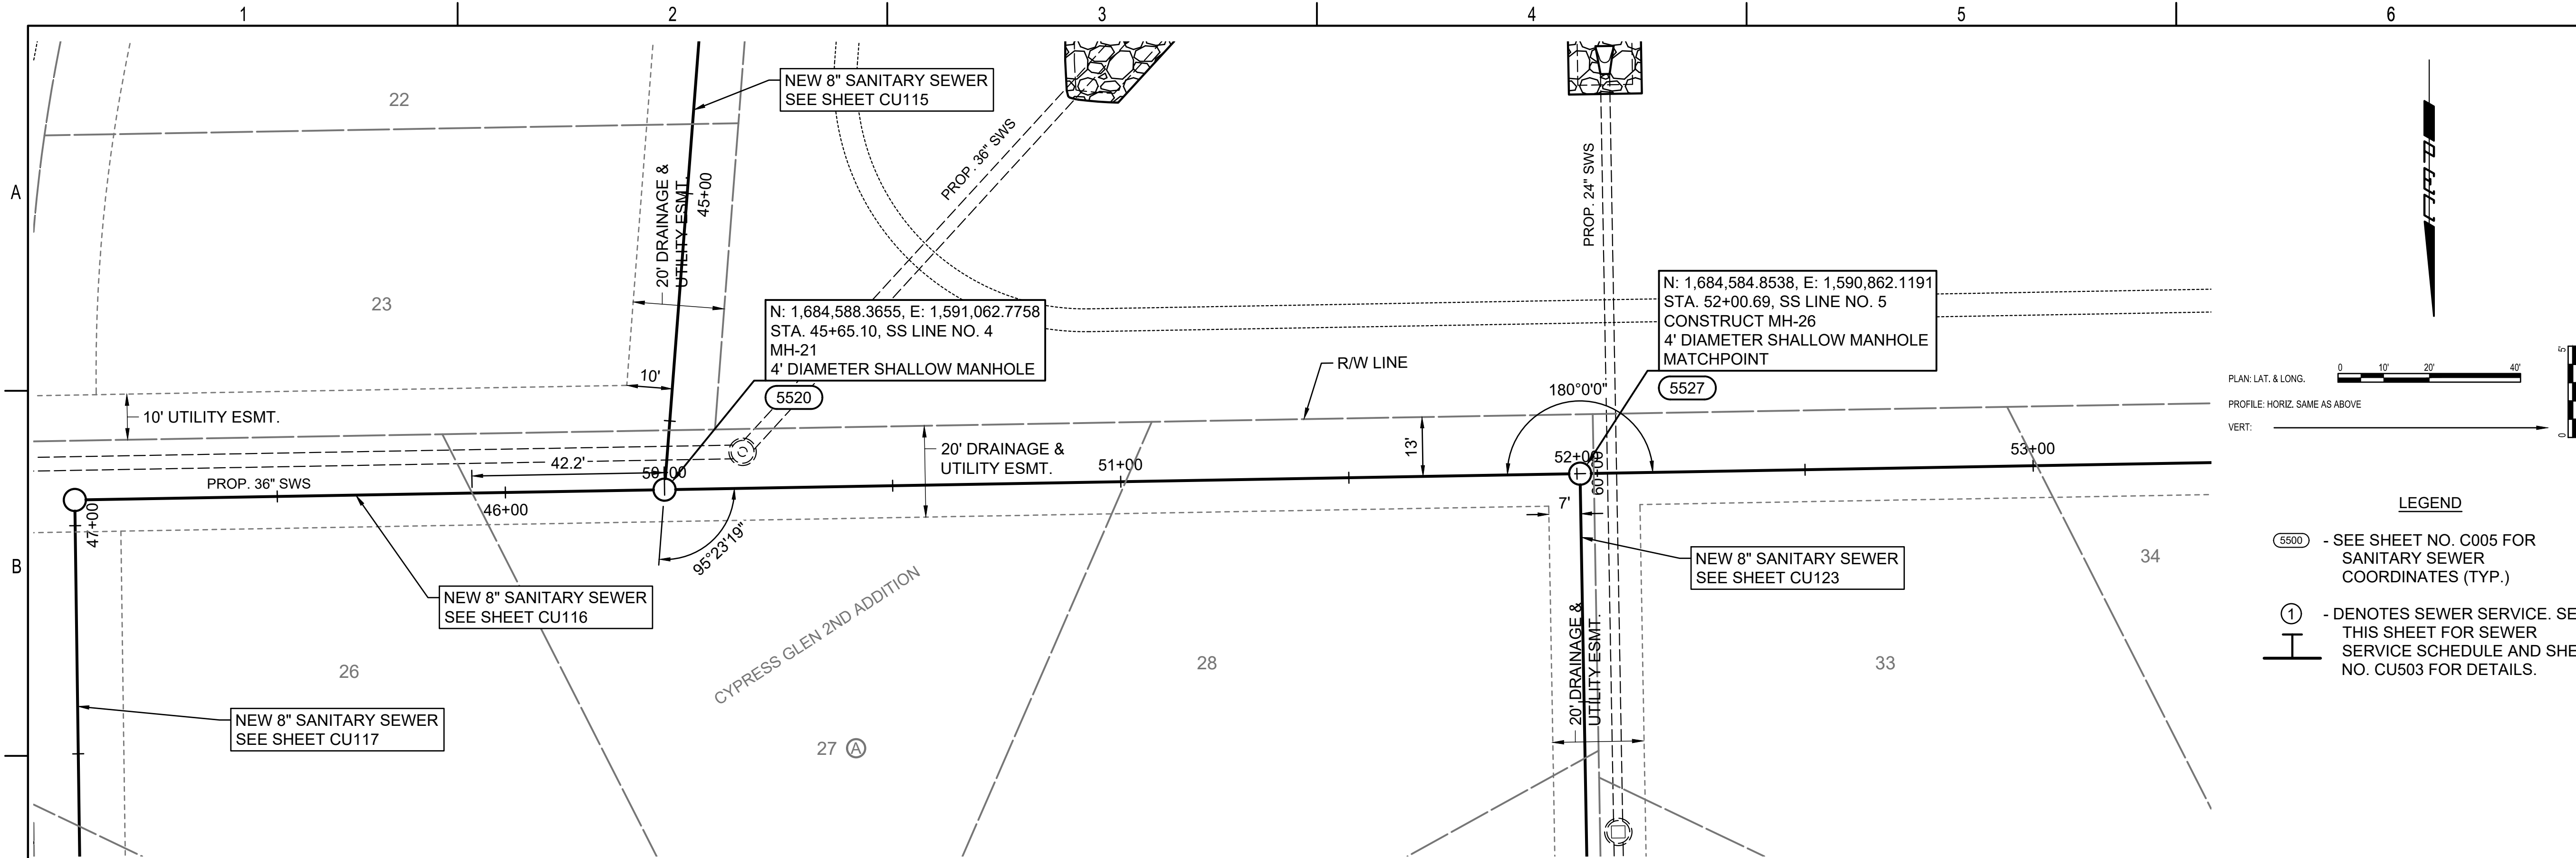 1
2
3
4
5
6
A
B
22
23
NEW 8" SANITARY SEWER
SEE SHEET CU115
20' DRAINAGE &
UTILITY ESMT.
45+00
PROP. 36" SWS
PROP. 24" SWS
N: 1,684,588.3655, E: 1,591,062.7758
STA. 45+65.10, SS LINE NO. 4
MH-21
4' DIAMETER SHALLOW MANHOLE
5520
N: 1,684,584.8538, E: 1,590,862.1191
STA. 52+00.69, SS LINE NO. 5
CONSTRUCT MH-26
4' DIAMETER SHALLOW MANHOLE
MATCHPOINT
5527
R/W LINE
180°0'0"
10'
10' UTILITY ESMT.
20' DRAINAGE &
UTILITY ESMT.
13'
42.2'
PROP. 36" SWS
50+00
51+00
52+00
53+00
60+00
46+00
47+00
7'
95°23'19"
NEW 8" SANITARY SEWER
SEE SHEET CU116
NEW 8" SANITARY SEWER
SEE SHEET CU117
NEW 8" SANITARY SEWER
SEE SHEET CU123
20' DRAINAGE &
UTILITY ESMT.
CYPRESS GLEN 2ND ADDITION
26
27 A
28
33
34
PLAN: LAT. & LONG.
0 10' 20' 40'
PROFILE: HORIZ. SAME AS ABOVE
VERT:
0
5'
LEGEND
5500 - SEE SHEET NO. C005 FOR
SANITARY SEWER
COORDINATES (TYP.)
1 - DENOTES SEWER SERVICE. SE
THIS SHEET FOR SEWER
SERVICE SCHEDULE AND SHE
NO. CU503 FOR DETAILS.